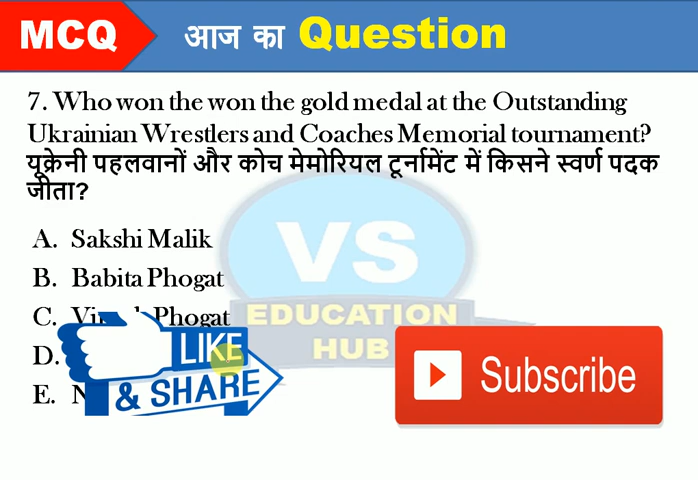 MCQ
आज का Question
7. Who won the won the gold medal at the Outstanding
Ukrainian Wrestlers and Coaches Memorial tournament?
यूक्रेनी पहलवानों और कोच मेमोरियल टूर्नामेंट में किसने स्वर्ण पदक
जीता?
A. Sakshi Malik
B. Babita Phogat
C. Phogat
D.
E.
VS
EDUCATION
HUB
LIKE
& SHARE
Subscribe